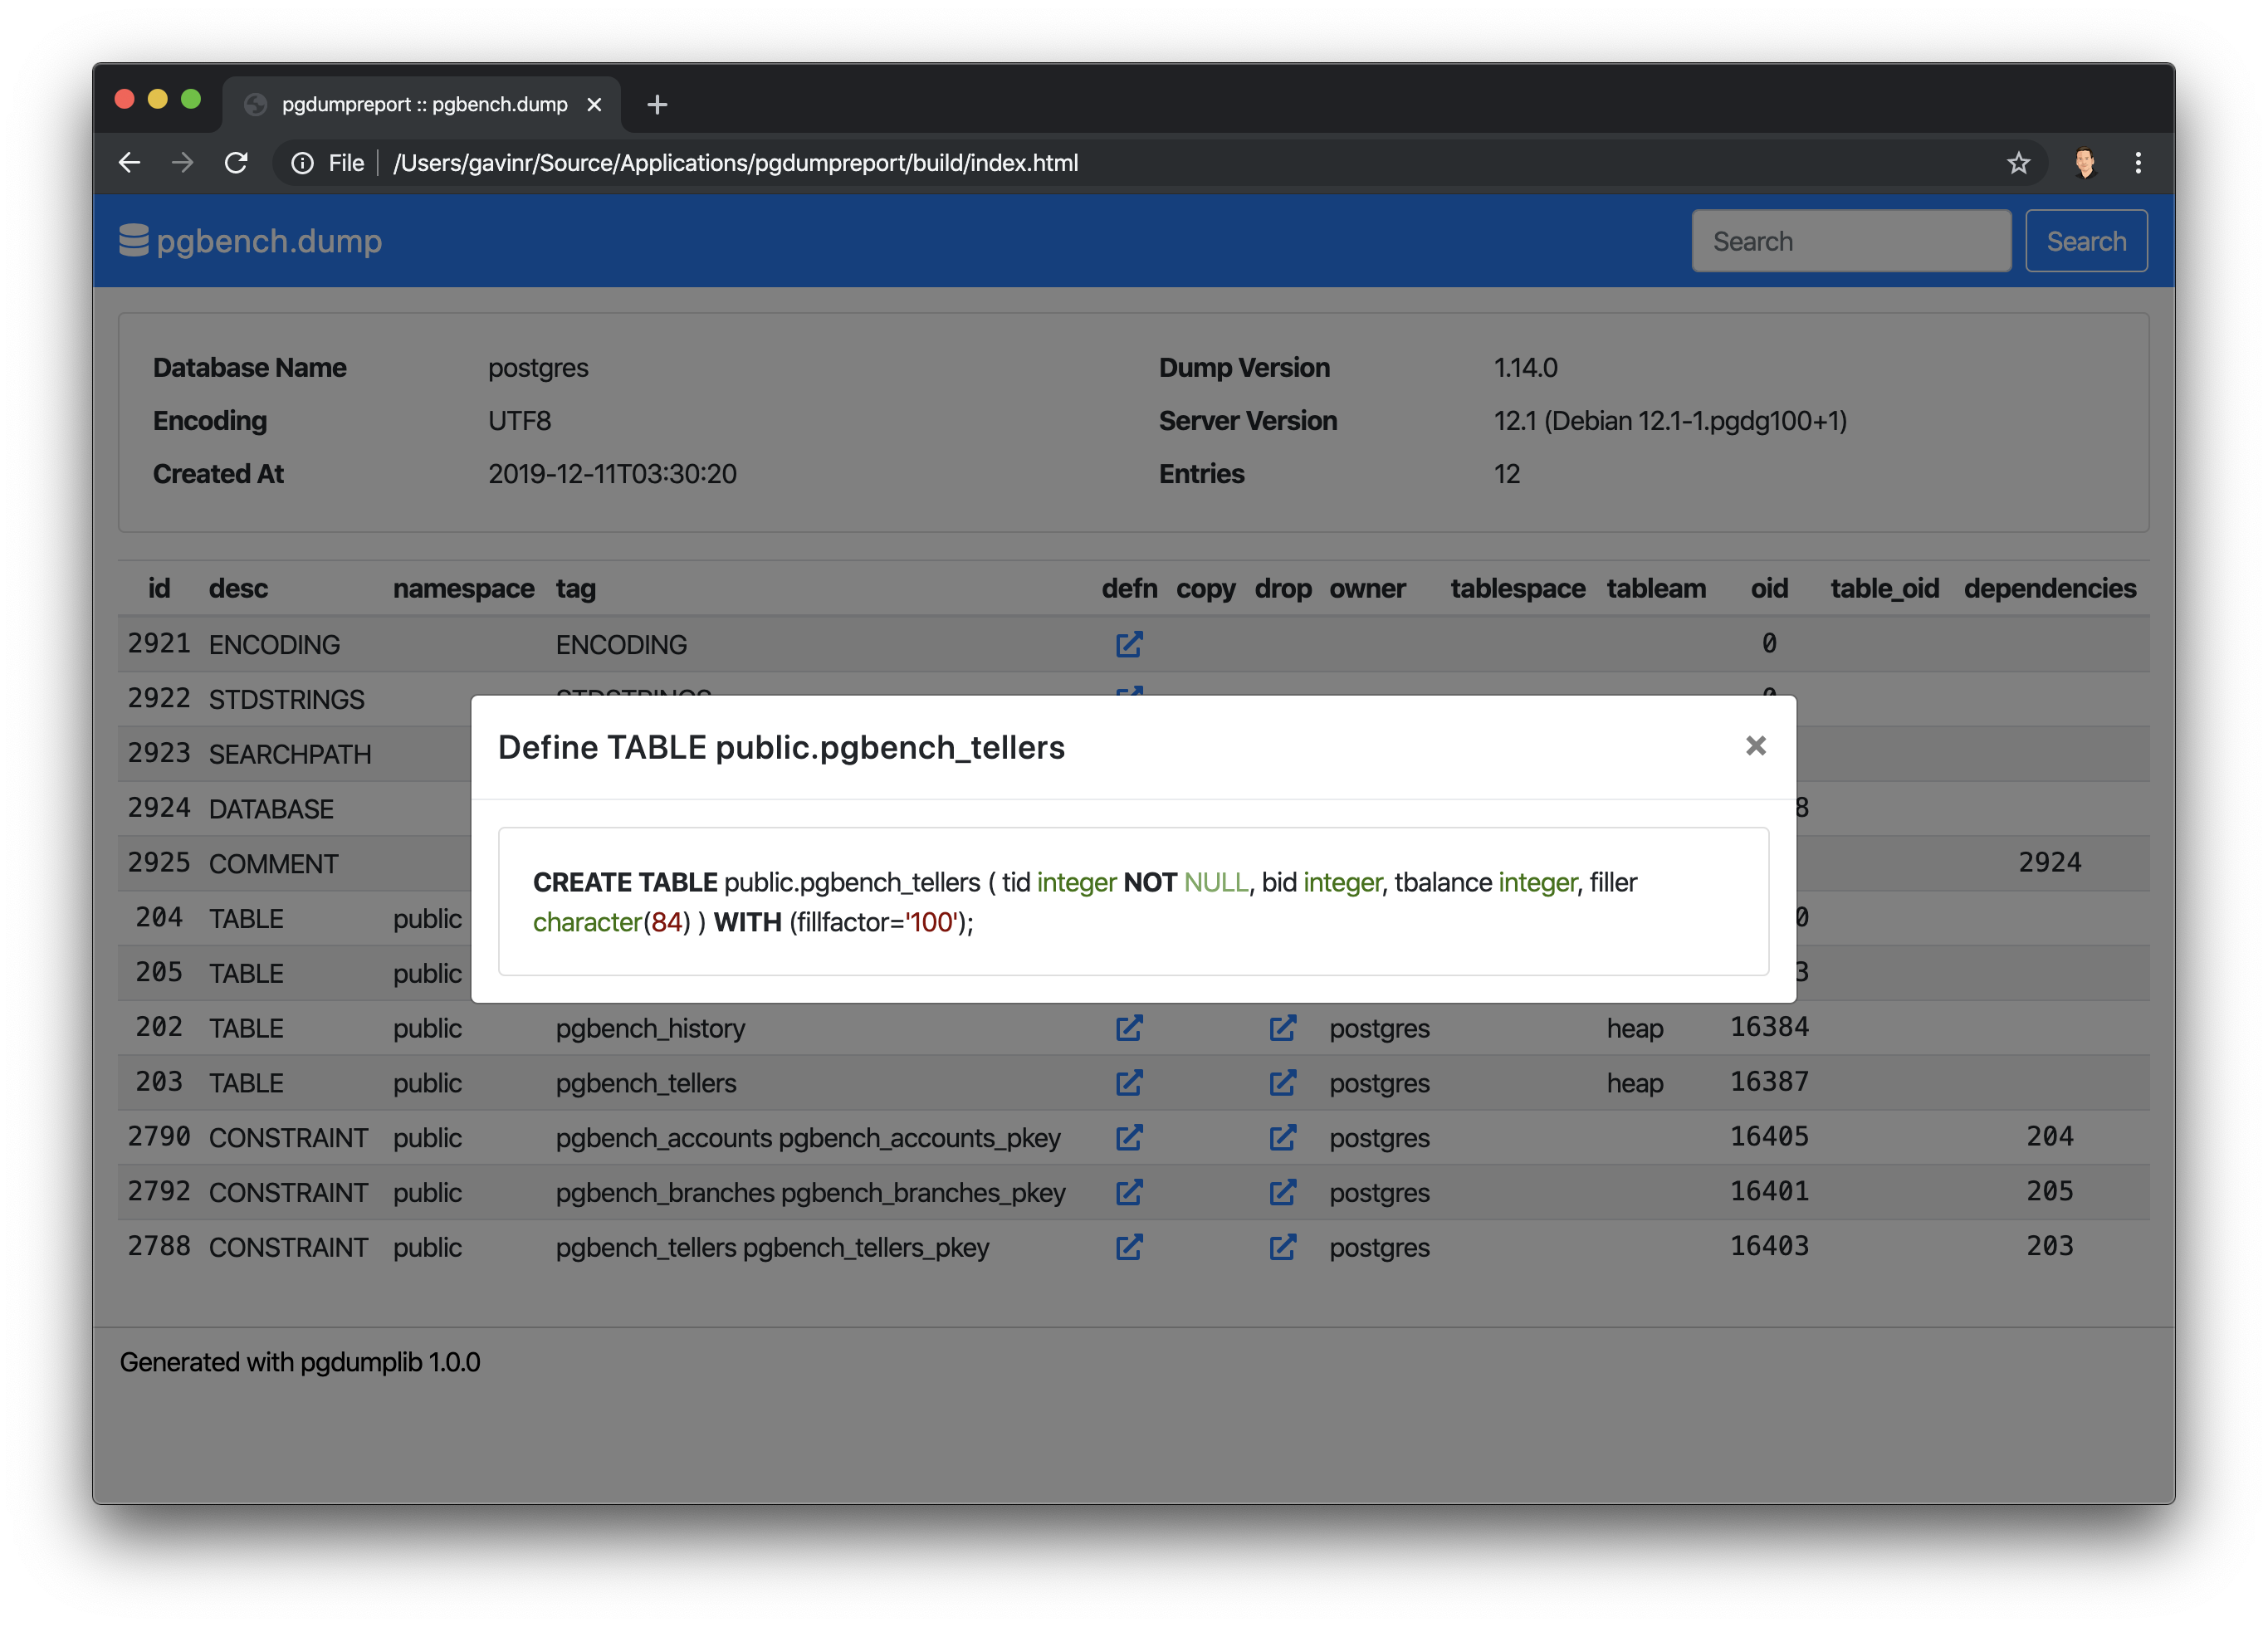 pgdumpreport :: pgbench.dump
File /Users/gavinr/Source/Applications/pgdumpreport/build/index.html
pgbench.dump Search Search
Database Name postgres Dump Version 1.14.0
Encoding UTF8 Server Version 12.1 (Debian 12.1-1.pgdg100+1)
Created At 2019-12-11T03:30:20 Entries 12
id desc namespace tag defn copy drop owner tablespace tableam oid table_oid dependencies
2921 ENCODING ENCODING 0
2922 STDSTRINGS STDSTRINGS 0
2923 SEARCHPATH
2924 DATABASE 8
2925 COMMENT 2924
204 TABLE public 0
205 TABLE public 3
Define TABLE public.pgbench_tellers
CREATE TABLE public.pgbench_tellers ( tid integer NOT NULL, bid integer, tbalance integer, filler
character(84) ) WITH (fillfactor='100');
202 TABLE public pgbench_history postgres heap 16384
203 TABLE public pgbench_tellers postgres heap 16387
2790 CONSTRAINT public pgbench_accounts pgbench_accounts_pkey postgres 16405 204
2792 CONSTRAINT public pgbench_branches pgbench_branches_pkey postgres 16401 205
2788 CONSTRAINT public pgbench_tellers pgbench_tellers_pkey postgres 16403 203
Generated with pgdumplib 1.0.0